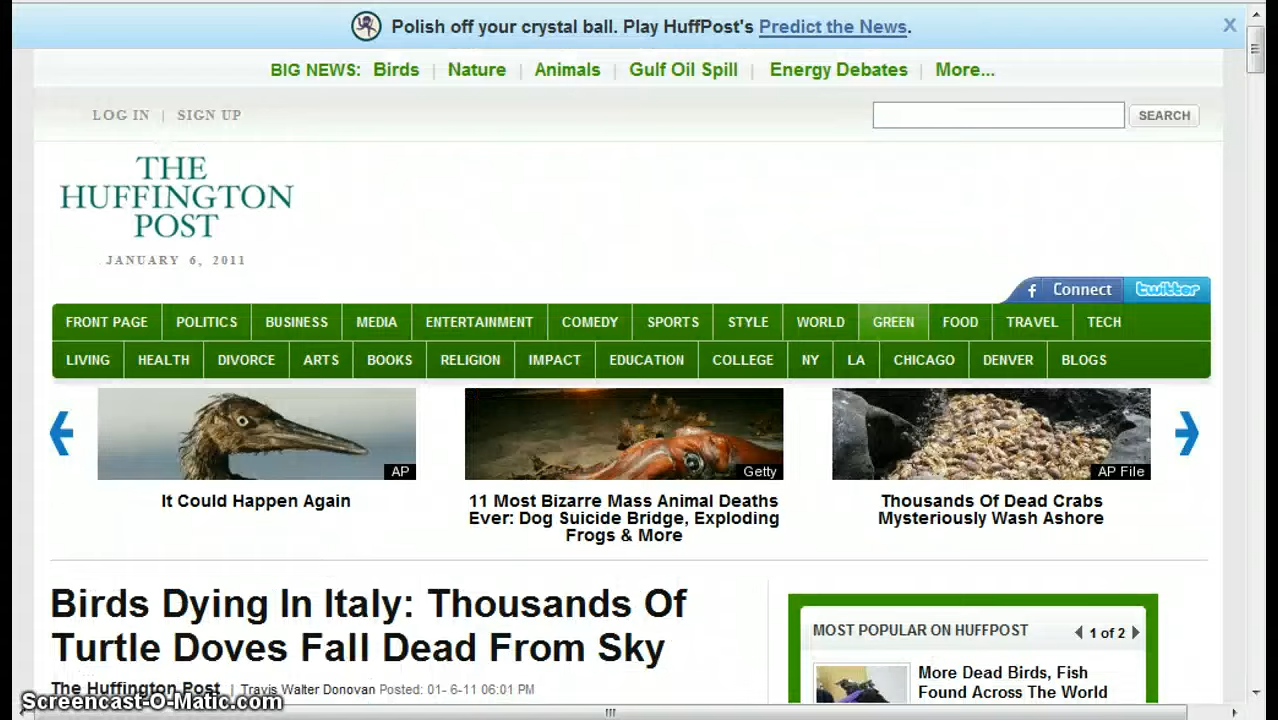 Polish off your crystal ball. Play HuffPost's Predict the News. X
BIG NEWS: Birds | Nature | Animals | Gulf Oil Spill | Energy Debates | More...
LOG IN | SIGN UP
SEARCH
THE
HUFFINGTON
POST
JANUARY 6, 2011
f Connect twitter
FRONT PAGE POLITICS BUSINESS MEDIA ENTERTAINMENT COMEDY SPORTS STYLE WORLD GREEN FOOD TRAVEL TECH
LIVING HEALTH DIVORCE ARTS BOOKS RELIGION IMPACT EDUCATION COLLEGE NY LA CHICAGO DENVER BLOGS
AP
Getty
AP File
It Could Happen Again
11 Most Bizarre Mass Animal Deaths
Ever: Dog Suicide Bridge, Exploding
Frogs & More
Thousands Of Dead Crabs
Mysteriously Wash Ashore
Birds Dying In Italy: Thousands Of
Turtle Doves Fall Dead From Sky
The Huffington Post | Travis Walter Donovan Posted: 01- 6-11 06:01 PM
MOST POPULAR ON HUFFPOST 1 of 2
More Dead Birds, Fish
Found Across The World
Screencast-O-Matic.com